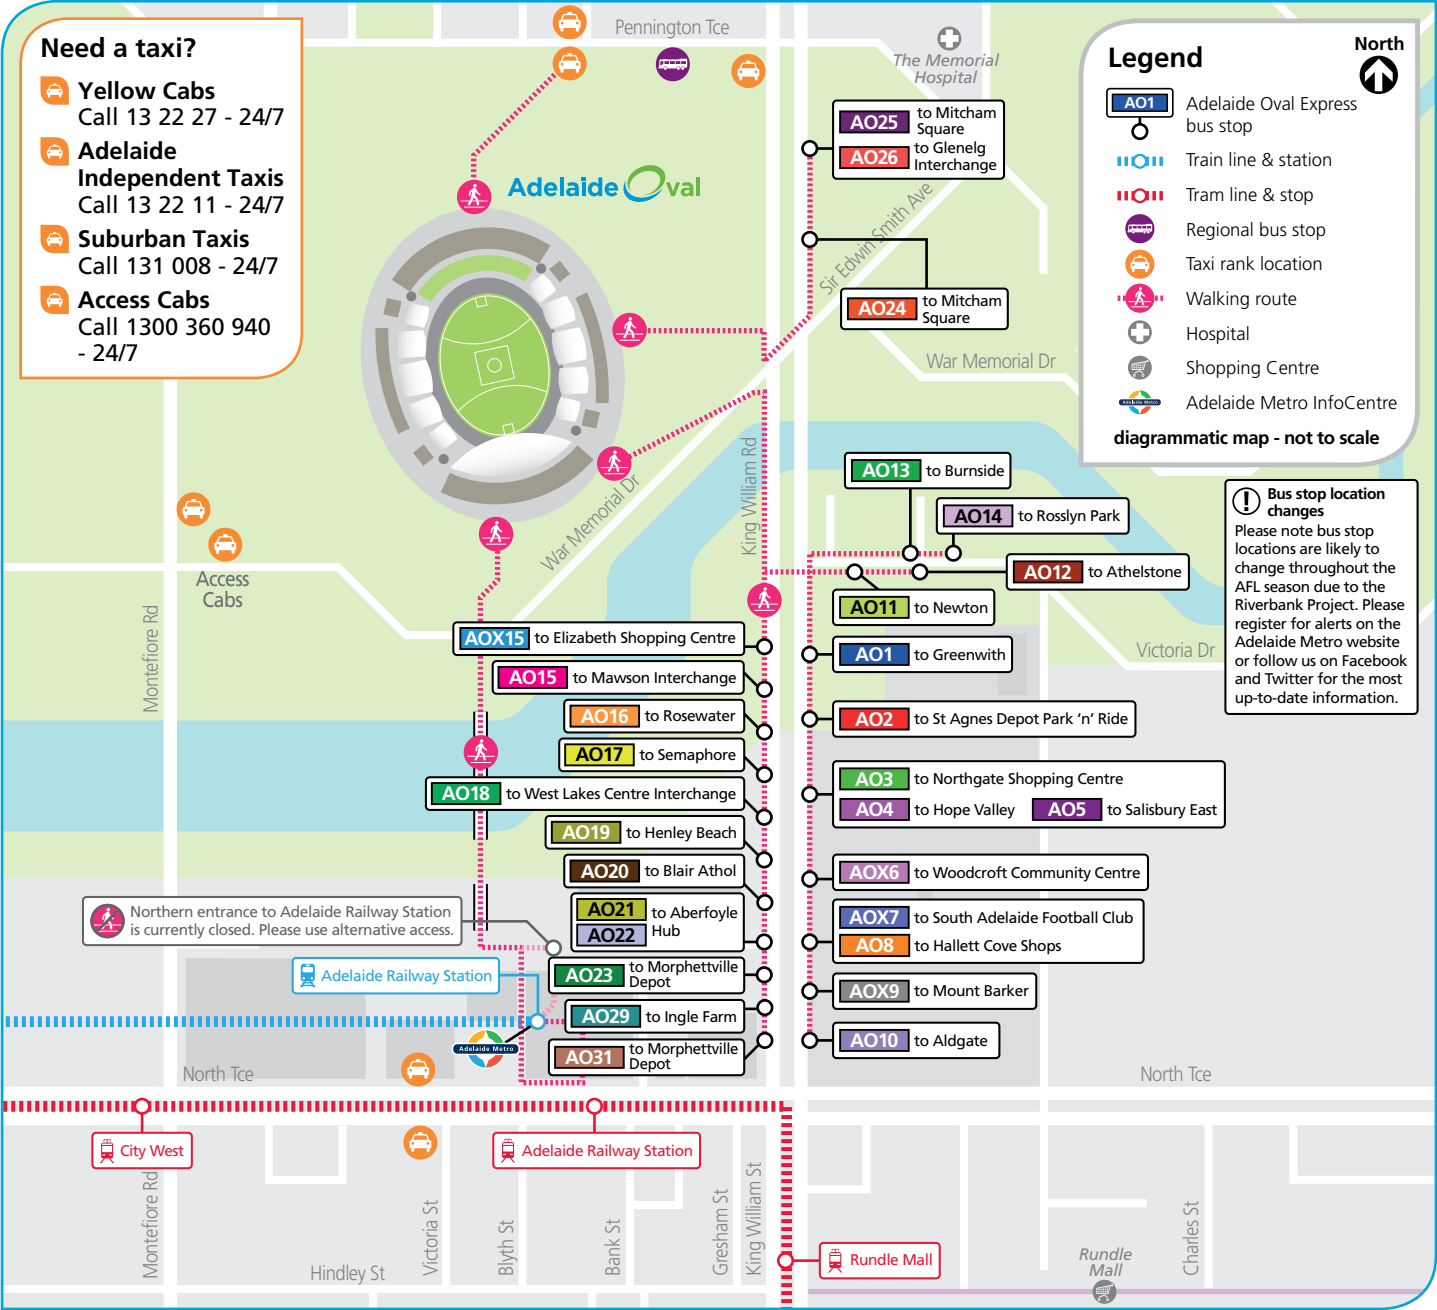 Need a taxi?
Yellow Cabs
Call 13 22 27 - 24/7
Adelaide
Independent Taxis
Call 13 22 11 - 24/7
Suburban Taxis
Call 131 008 - 24/7
Access Cabs
Call 1300 360 940
- 24/7
Pennington Tce
The Memorial
Hospital
Legend
North
AO1
Adelaide Oval Express
bus stop
Train line & station
Tram line & stop
Regional bus stop
Taxi rank location
Walking route
Hospital
Shopping Centre
Adelaide Metro
Adelaide Metro InfoCentre
diagrammatic map - not to scale
Adelaide Oval
AO25 to Mitcham
Square
AO26 to Glenelg
Interchange
Sir Edwin Smith Ave
AO24 to Mitcham
Square
War Memorial Dr
King William Rd
War Memorial Dr
AO13 to Burnside
AO14 to Rosslyn Park
AO12 to Athelstone
AO11 to Newton
! Bus stop location
changes
Please note bus stop
locations are likely to
change throughout the
AFL season due to the
Riverbank Project. Please
register for alerts on the
Adelaide Metro website
or follow us on Facebook
and Twitter for the most
up-to-date information.
Access
Cabs
Montefiore Rd
Victoria Dr
AOX15 to Elizabeth Shopping Centre
AO15 to Mawson Interchange
AO16 to Rosewater
AO17 to Semaphore
AO18 to West Lakes Centre Interchange
AO19 to Henley Beach
AO20 to Blair Athol
AO21 to Aberfoyle
AO22 Hub
AO23 to Morphettville
Depot
AO29 to Ingle Farm
AO31 to Morphettville
Depot
AO1 to Greenwith
AO2 to St Agnes Depot Park ‘n’ Ride
AO3 to Northgate Shopping Centre
AO4 to Hope Valley AO5 to Salisbury East
AOX6 to Woodcroft Community Centre
AOX7 to South Adelaide Football Club
AO8 to Hallett Cove Shops
AOX9 to Mount Barker
AO10 to Aldgate
Northern entrance to Adelaide Railway Station
is currently closed. Please use alternative access.
Adelaide Railway Station
Adelaide Metro
North Tce
North Tce
City West
Adelaide Railway Station
Rundle Mall
Montefiore Rd
Victoria St
Blyth St
Bank St
Gresham St
King William St
Charles St
Hindley St
Rundle
Mall